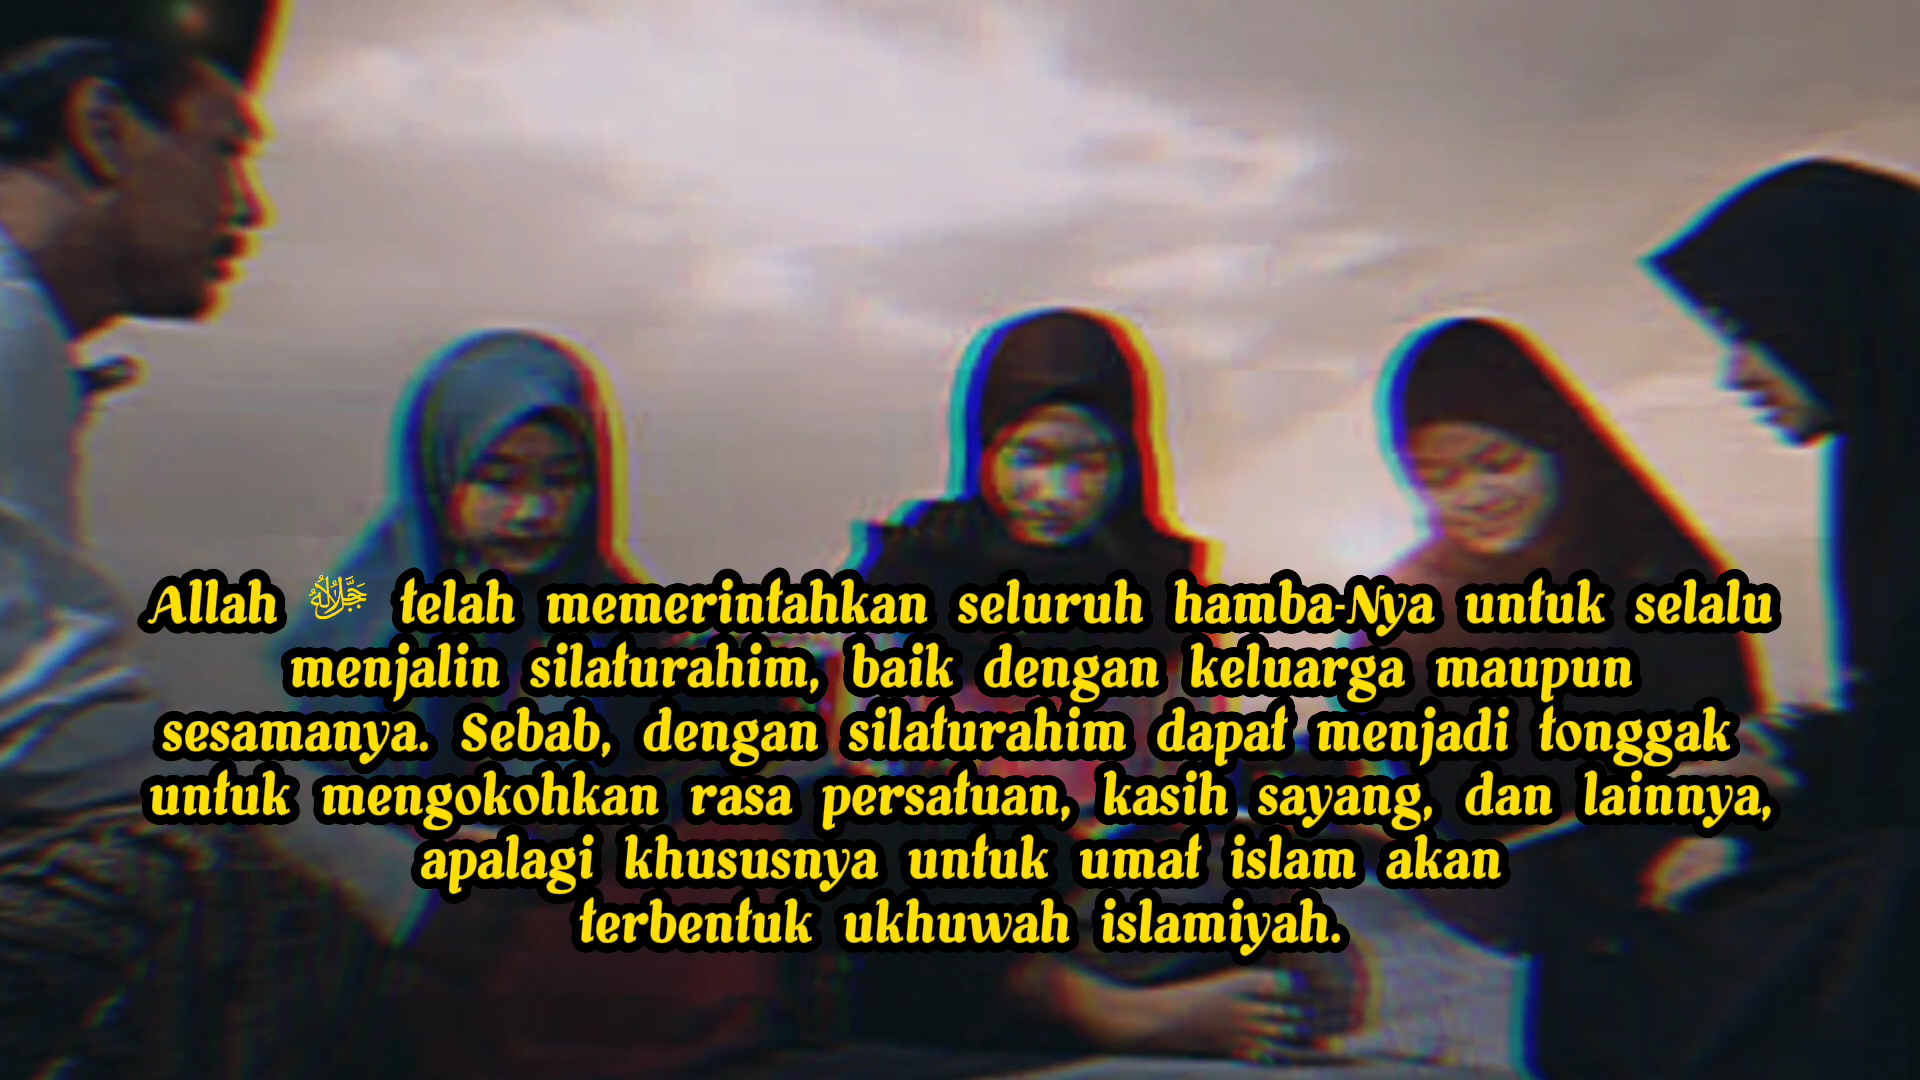 Allah ﷻ telah memerintahkan seluruh hamba-Nya untuk selalu
menjalin silaturahim, baik dengan keluarga maupun
sesamanya. Sebab, dengan silaturahim dapat menjadi tonggak
untuk mengokohkan rasa persatuan, kasih sayang, dan lainnya,
apalagi khususnya untuk umat islam akan
terbentuk ukhuwah islamiyah.